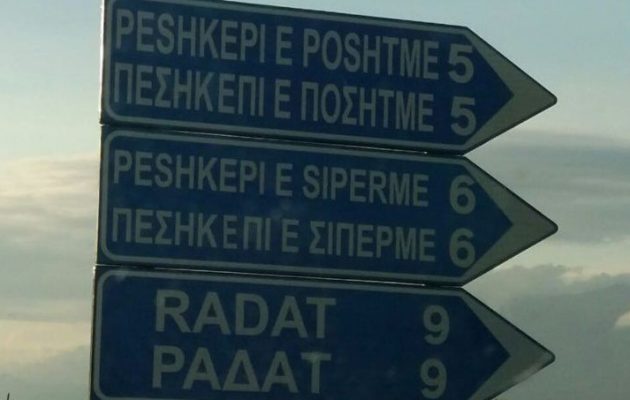 PESHKEPI E POSHTME 5
ΠΕΣΗΚΕΠΙ Ε ΠΟΣΗΤΜΕ 5
PESHKEPI E SIPERME 6
ΠΕΣΗΚΕΠΙ Ε ΣΙΠΕΡΜΕ 6
RADAT 9
ΡΑΔΑΤ 9